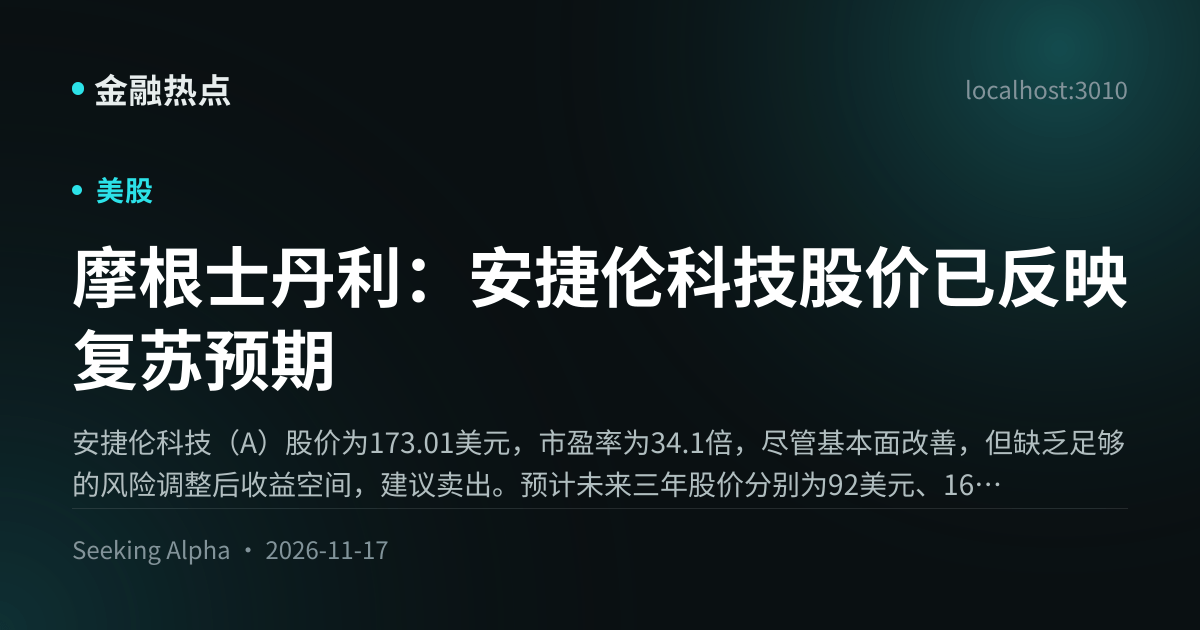 金融热点
localhost:3010
美股
摩根士丹利：安捷伦科技股价已反映
复苏预期
安捷伦科技（A）股价为173.01美元，市盈率为34.1倍，尽管基本面改善，但缺乏足够
的风险调整后收益空间，建议卖出。预计未来三年股价分别为92美元、16…
Seeking Alpha · 2026-11-17